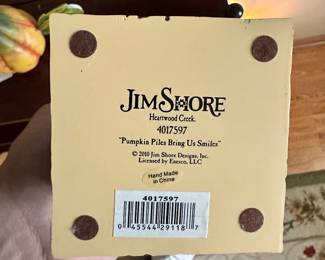 JIM SHORE
Heartwood Creek.
4017597
"Pumpkin Piles Bring Us Smiles"
© 2010 Jim Shore Designs, Inc.
Licensed by Enesco, LLC
Hand Made
in China
4017597
0 45544 29118 7